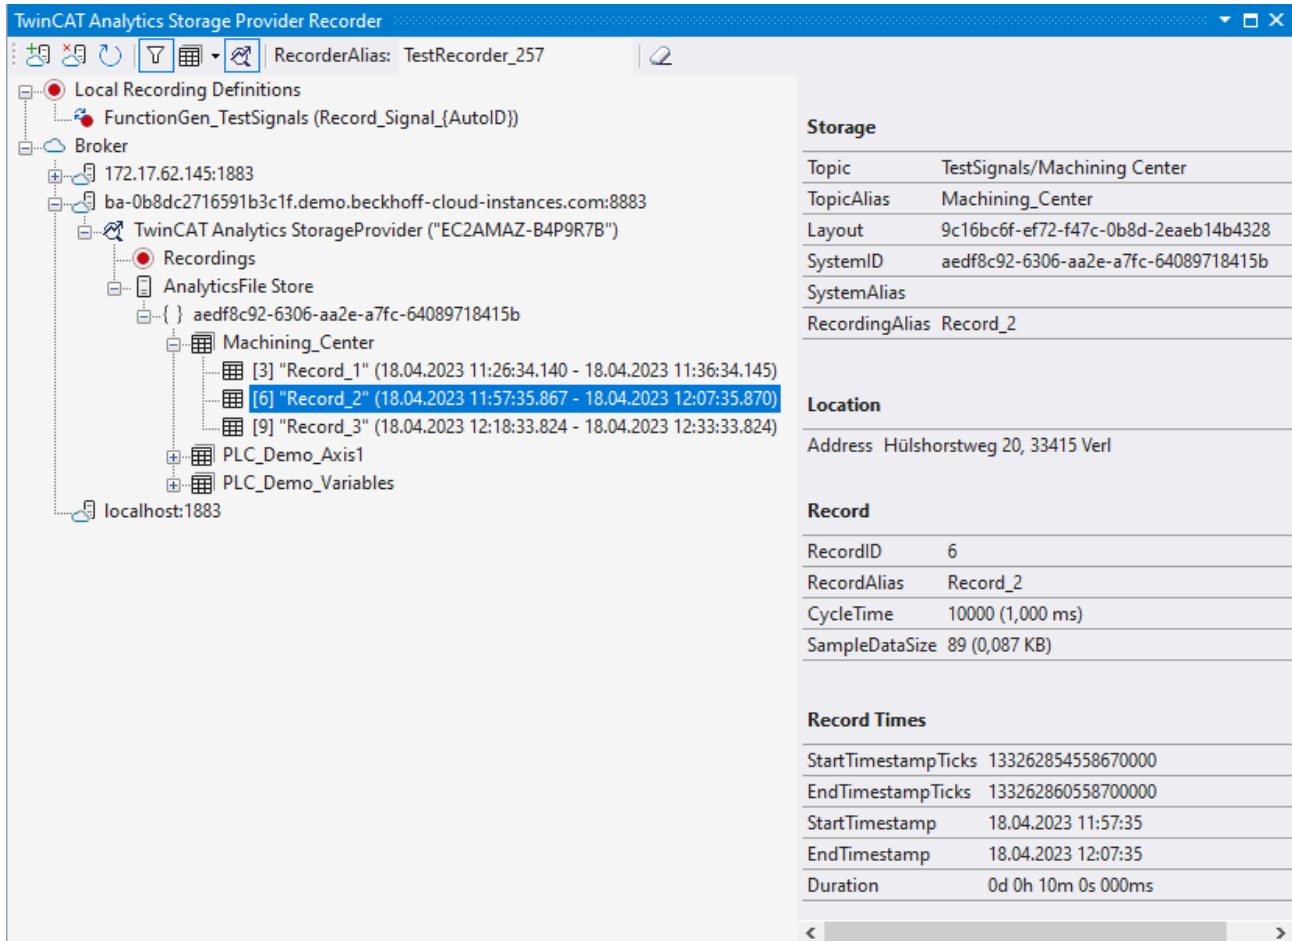 TwinCAT Analytics Storage Provider Recorder
RecorderAlias: TestRecorder_257
Local Recording Definitions
FunctionGen_TestSignals (Record_Signal_{AutoID})
Broker
172.17.62.145:1883
ba-0b8dc2716591b3c1f.demo.beckhoff-cloud-instances.com:8883
TwinCAT Analytics StorageProvider ("EC2AMAZ-B4P9R7B")
Recordings
AnalyticsFile Store
{ } aedf8c92-6306-aa2e-a7fc-64089718415b
Machining_Center
[3] "Record_1" (18.04.2023 11:26:34.140 - 18.04.2023 11:36:34.145)
[6] "Record_2" (18.04.2023 11:57:35.867 - 18.04.2023 12:07:35.870)
[9] "Record_3" (18.04.2023 12:18:33.824 - 18.04.2023 12:33:33.824)
PLC_Demo_Axis1
PLC_Demo_Variables
localhost:1883
Storage
Topic TestSignals/Machining Center
TopicAlias Machining_Center
Layout 9c16bc6f-ef72-f47c-0b8d-2eaeb14b4328
SystemID aedf8c92-6306-aa2e-a7fc-64089718415b
SystemAlias
RecordingAlias Record_2
Location
Address Hülshorstweg 20, 33415 Verl
Record
RecordID 6
RecordAlias Record_2
CycleTime 10000 (1,000 ms)
SampleDataSize 89 (0,087 KB)
Record Times
StartTimestampTicks 133262854558670000
EndTimestampTicks 133262860558700000
StartTimestamp 18.04.2023 11:57:35
EndTimestamp 18.04.2023 12:07:35
Duration 0d 0h 10m 0s 000ms